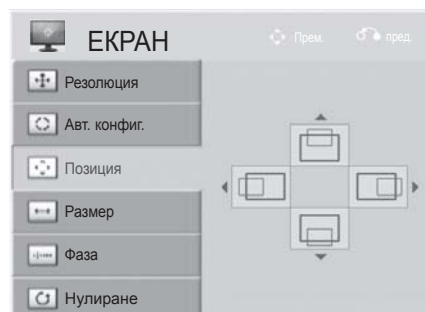 ЕКРАН
Прем.
пред.
Резолюция
Авт. конфиг.
Позиция
Размер
Фаза
Нулиране